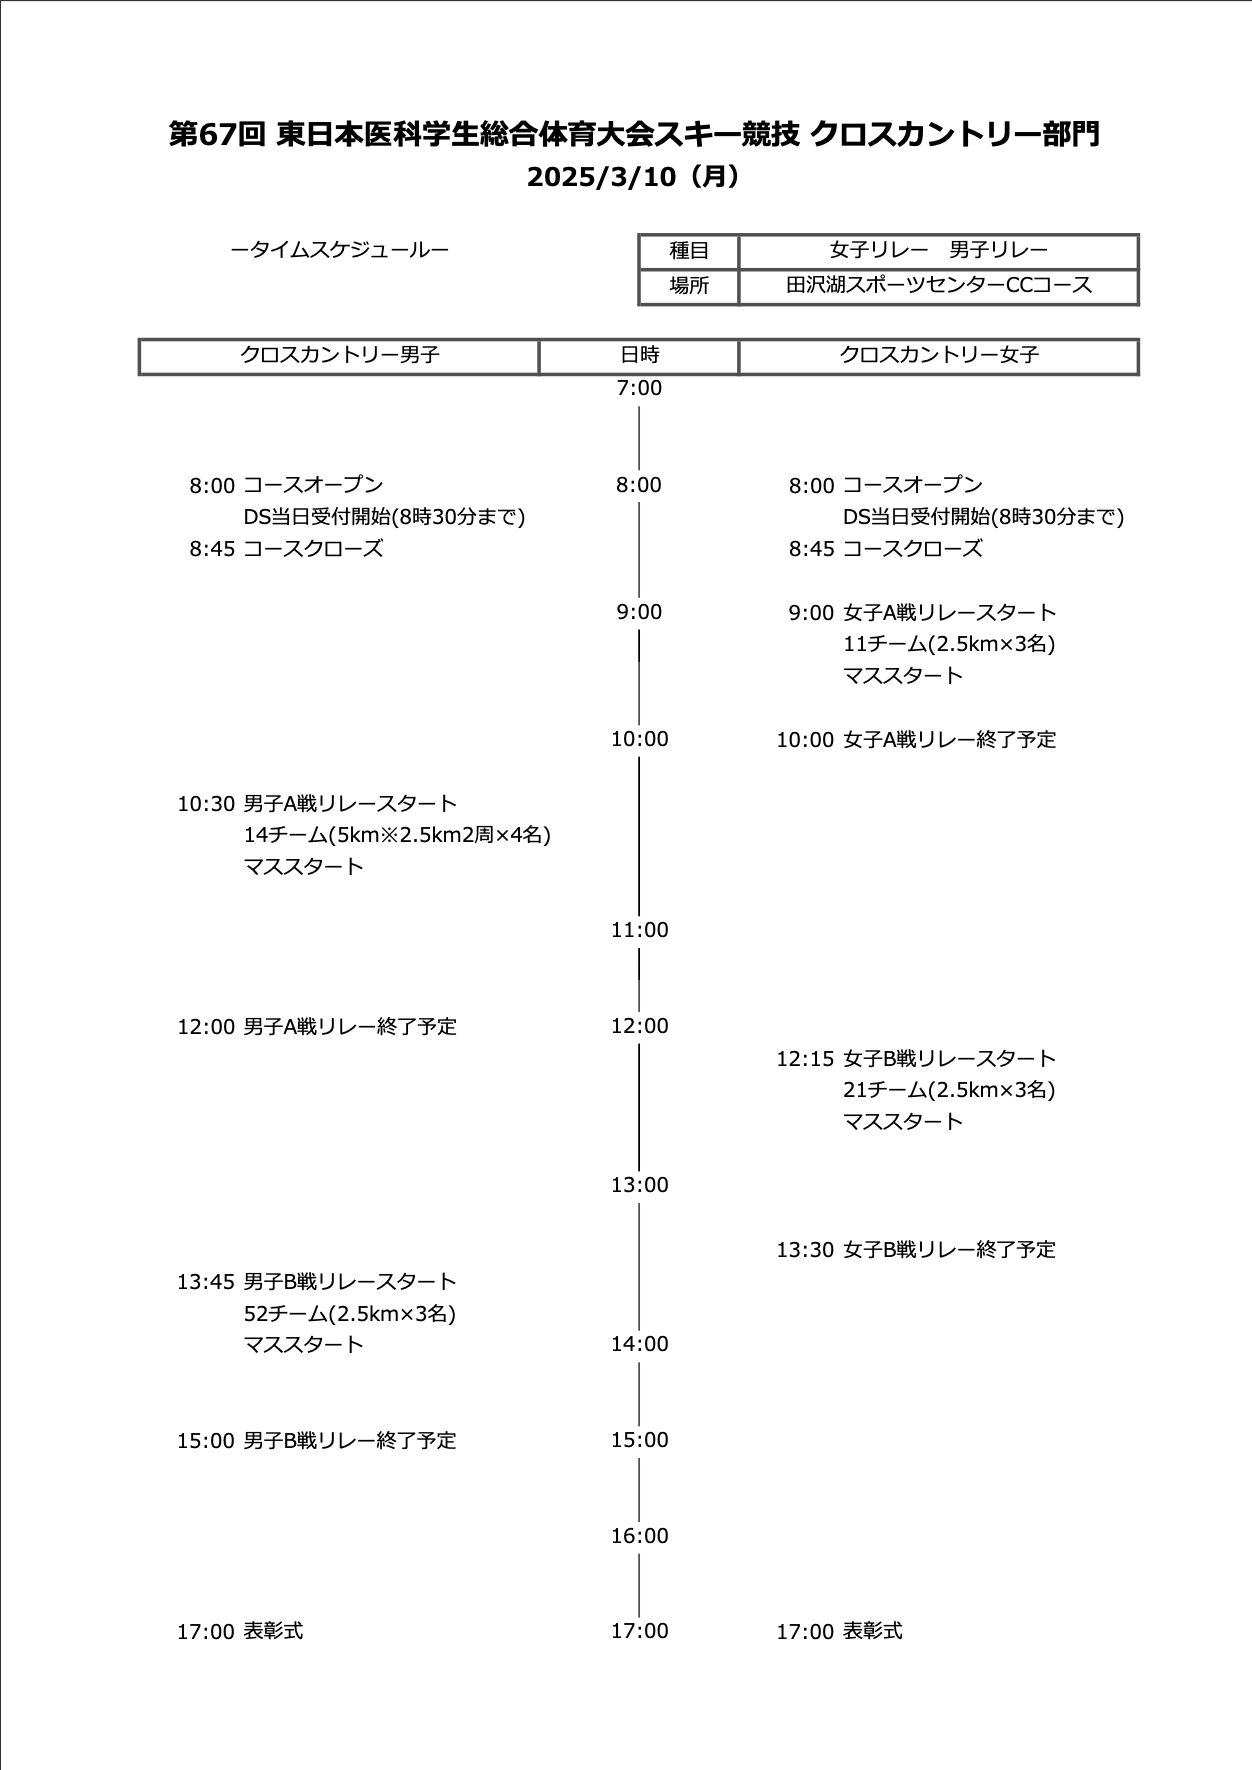 第67回 東日本医科学生総合体育大会スキー競技 クロスカントリー部門
2025/3/10（月）
ータイムスケジュールー
種目 女子リレー　男子リレー
場所 田沢湖スポーツセンターCCコース
クロスカントリー男子 日時 クロスカントリー女子
7:00
8:00 コースオープン 8:00 8:00 コースオープン
DS当日受付開始(8時30分まで) DS当日受付開始(8時30分まで)
8:45 コースクローズ 8:45 コースクローズ
9:00 9:00 女子A戦リレースタート
11チーム(2.5km×3名)
マススタート
10:00 10:00 女子A戦リレー終了予定
10:30 男子A戦リレースタート
14チーム(5km※2.5km2周×4名)
マススタート
11:00
12:00 男子A戦リレー終了予定 12:00
12:15 女子B戦リレースタート
21チーム(2.5km×3名)
マススタート
13:00
13:30 女子B戦リレー終了予定
13:45 男子B戦リレースタート
52チーム(2.5km×3名)
マススタート 14:00
15:00 男子B戦リレー終了予定 15:00
16:00
17:00 表彰式 17:00 17:00 表彰式